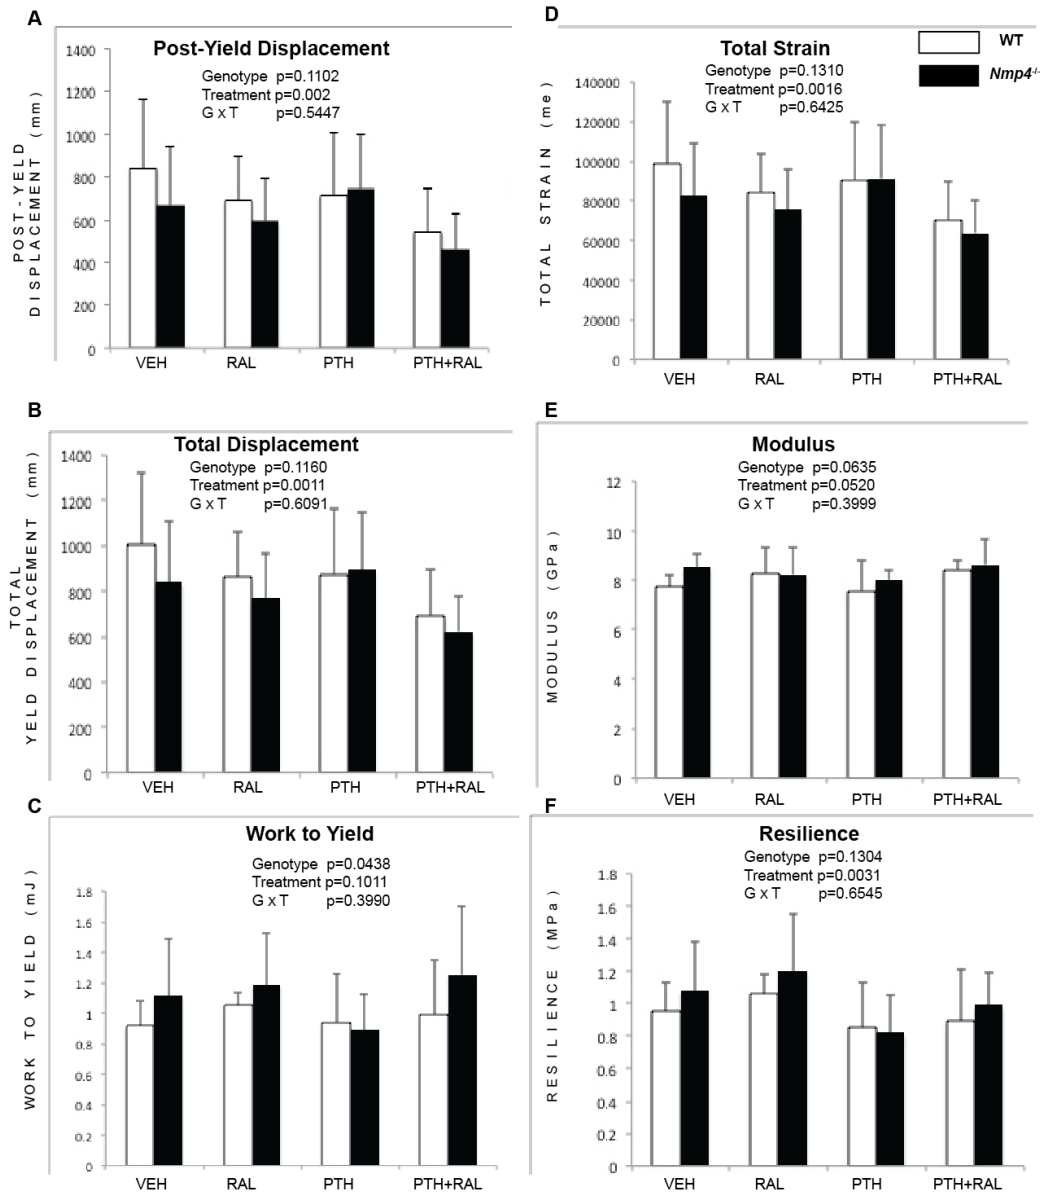 A
Post-Yield Displacement
Genotype p=0.1102
Treatment p=0.002
G x T p=0.5447
POST-YELD
DISPLACEMENT (mm)
1400
1200
1000
800
600
400
200
0
VEH RAL PTH PTH+RAL
D
Total Strain
Genotype p=0.1310
Treatment p=0.0016
G x T p=0.6425
WT
Nmp4-/-
TOTAL STRAIN (me)
140000
120000
100000
80000
60000
40000
20000
0
VEH RAL PTH PTH+RAL
B
Total Displacement
Genotype p=0.1160
Treatment p=0.0011
G x T p=0.6091
TOTAL
YELD DISPLACEMENT (mm)
1400
1200
1000
800
600
400
200
0
VEH RAL PTH PTH+RAL
E
Modulus
Genotype p=0.0635
Treatment p=0.0520
G x T p=0.3999
MODULUS (GPa)
12
10
8
6
4
2
0
VEH RAL PTH PTH+RAL
C
Work to Yield
Genotype p=0.0438
Treatment p=0.1011
G x T p=0.3990
WORK TO YIELD (mJ)
1.8
1.6
1.4
1.2
1
0.8
0.6
0.4
0.2
0
VEH RAL PTH PTH+RAL
F
Resilience
Genotype p=0.1304
Treatment p=0.0031
G x T p=0.6545
RESILIENCE (MPa)
1.8
1.6
1.4
1.2
1
0.8
0.6
0.4
0.2
0
VEH RAL PTH PTH+RAL